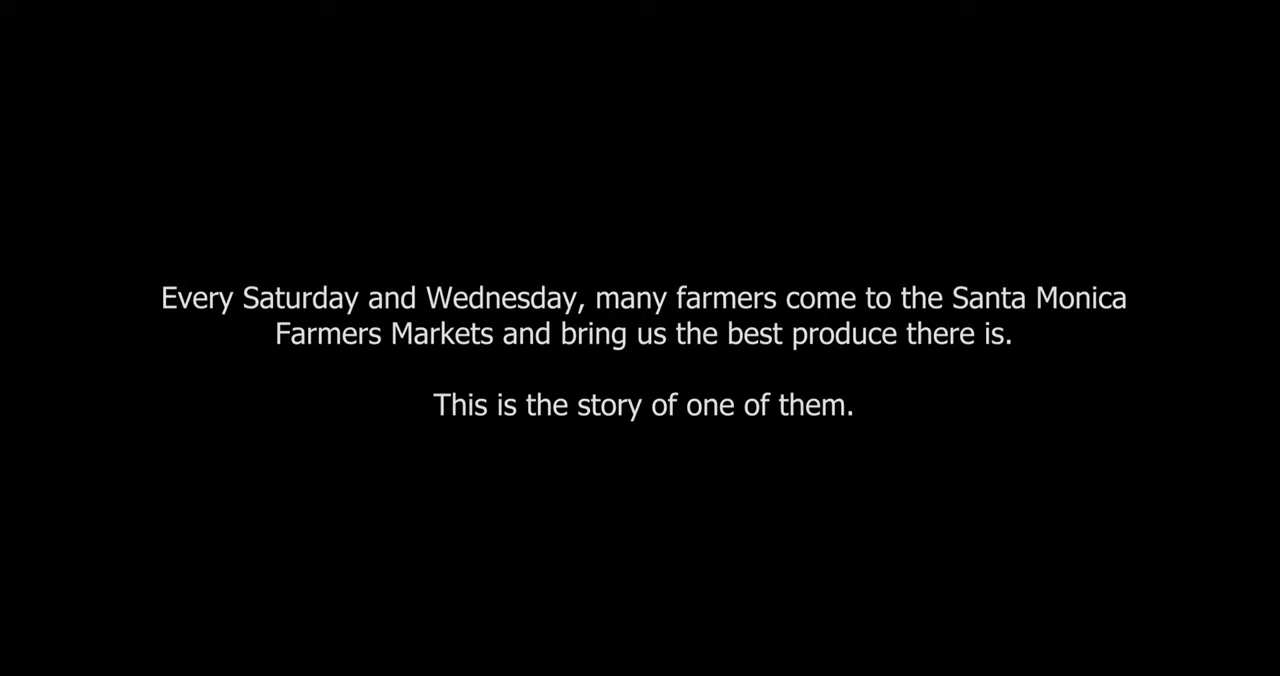 Every Saturday and Wednesday, many farmers come to the Santa Monica
Farmers Markets and bring us the best produce there is.
This is the story of one of them.